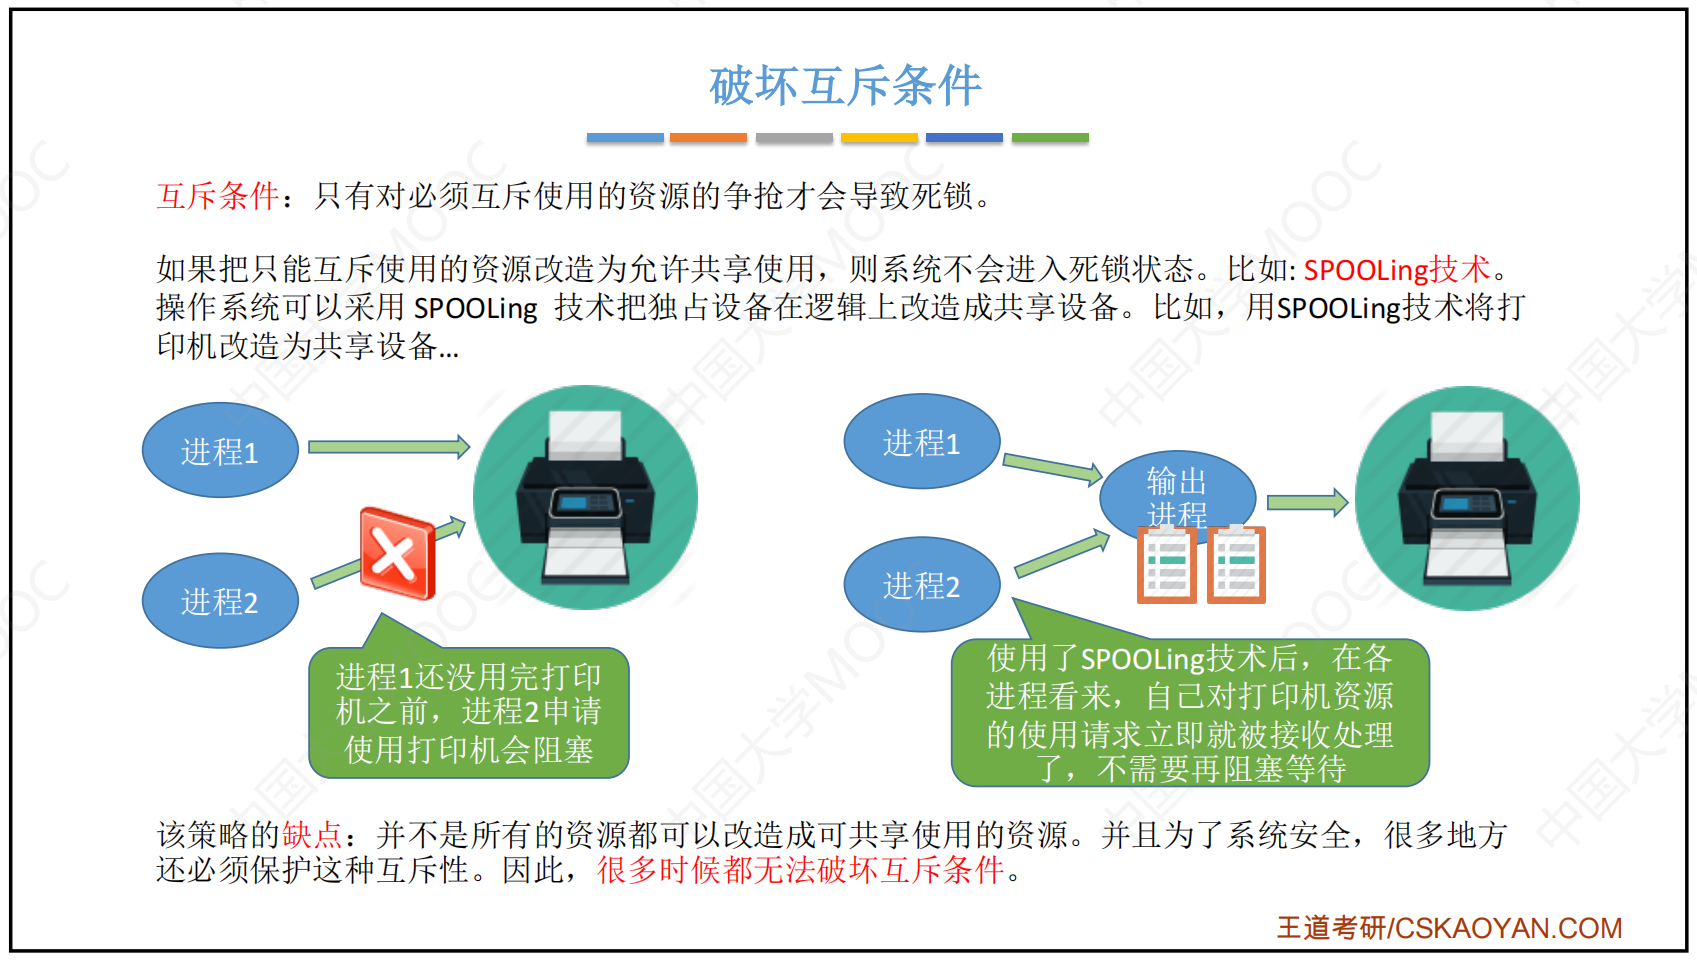 破坏互斥条件
互斥条件：只有对必须互斥使用的资源的争抢才会导致死锁。
如果把只能互斥使用的资源改造为允许共享使用，则系统不会进入死锁状态。比如: SPOOLing技术。
操作系统可以采用 SPOOLing 技术把独占设备在逻辑上改造成共享设备。比如，用SPOOLing技术将打
印机改造为共享设备...
进程1
进程2
进程1还没用完打印
机之前，进程2申请
使用打印机会阻塞
进程1
进程2
输出
进程
使用了SPOOLing技术后，在各
进程看来，自己对打印机资源
的使用请求立即就被接收处理
了，不需要再阻塞等待
该策略的缺点：并不是所有的资源都可以改造成可共享使用的资源。并且为了系统安全，很多地方
还必须保护这种互斥性。因此，很多时候都无法破坏互斥条件。
王道考研/CSKAOYAN.COM
中国大学MOOC